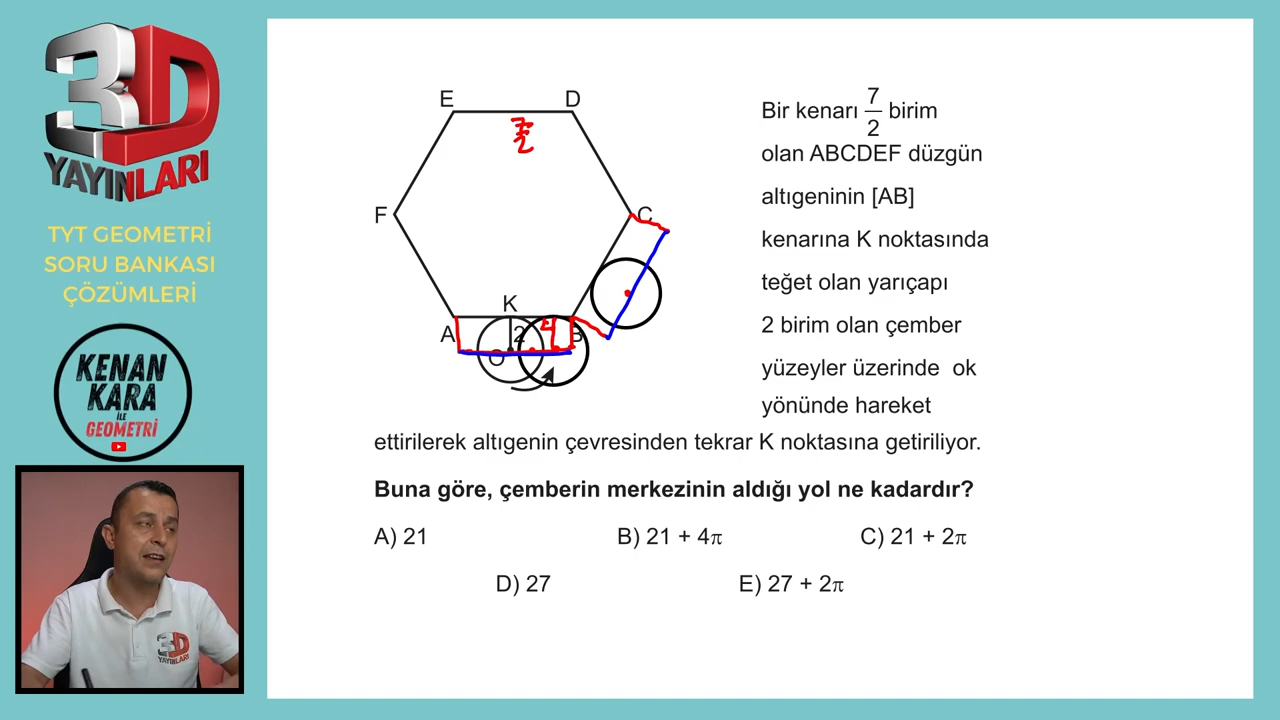 3D
YAYINLARI
TYT GEOMETRİ
SORU BANKASI
ÇÖZÜMLERİ
KENAN
KARA
İLE
GEOMETRİ
3D
YAYINLARI
E
D
7
2
F
C
K
A
2
B
O
Bir kenarı 7/2 birim
olan ABCDEF düzgün
altıgeninin [AB]
kenarına K noktasında
teğet olan yarıçapı
2 birim olan çember
yüzeyler üzerinde ok
yönünde hareket
ettirilerek altıgenin çevresinden tekrar K noktasına getiriliyor.
Buna göre, çemberin merkezinin aldığı yol ne kadardır?
A) 21
B) 21 + 4π
C) 21 + 2π
D) 27
E) 27 + 2π